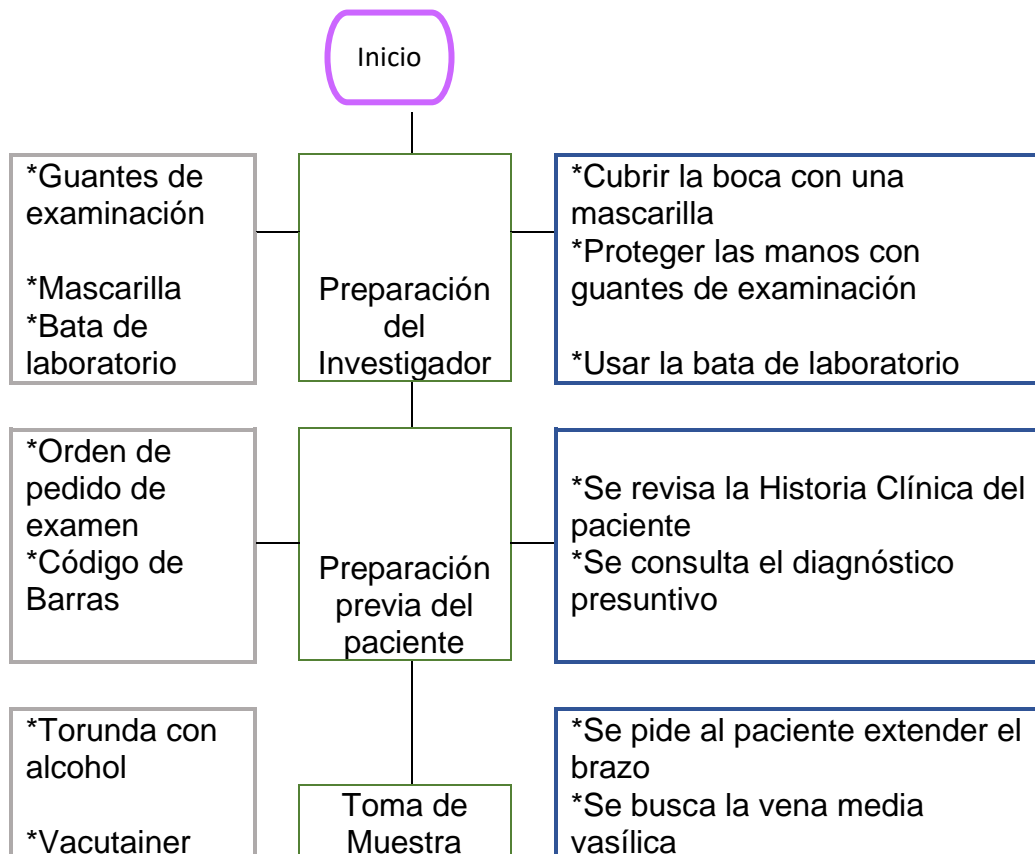 Inicio
*Guantes de
examinación
*Mascarilla
*Bata de
laboratorio
Preparación
del
Investigador
*Cubrir la boca con una
mascarilla
*Proteger las manos con
guantes de examinación
*Usar la bata de laboratorio
*Orden de
pedido de
examen
*Código de
Barras
Preparación
previa del
paciente
*Se revisa la Historia Clínica del
paciente
*Se consulta el diagnóstico
presuntivo
*Torunda con
alcohol
*Vacutainer
Toma de
Muestra
*Se pide al paciente extender el
brazo
*Se busca la vena media
vasílica